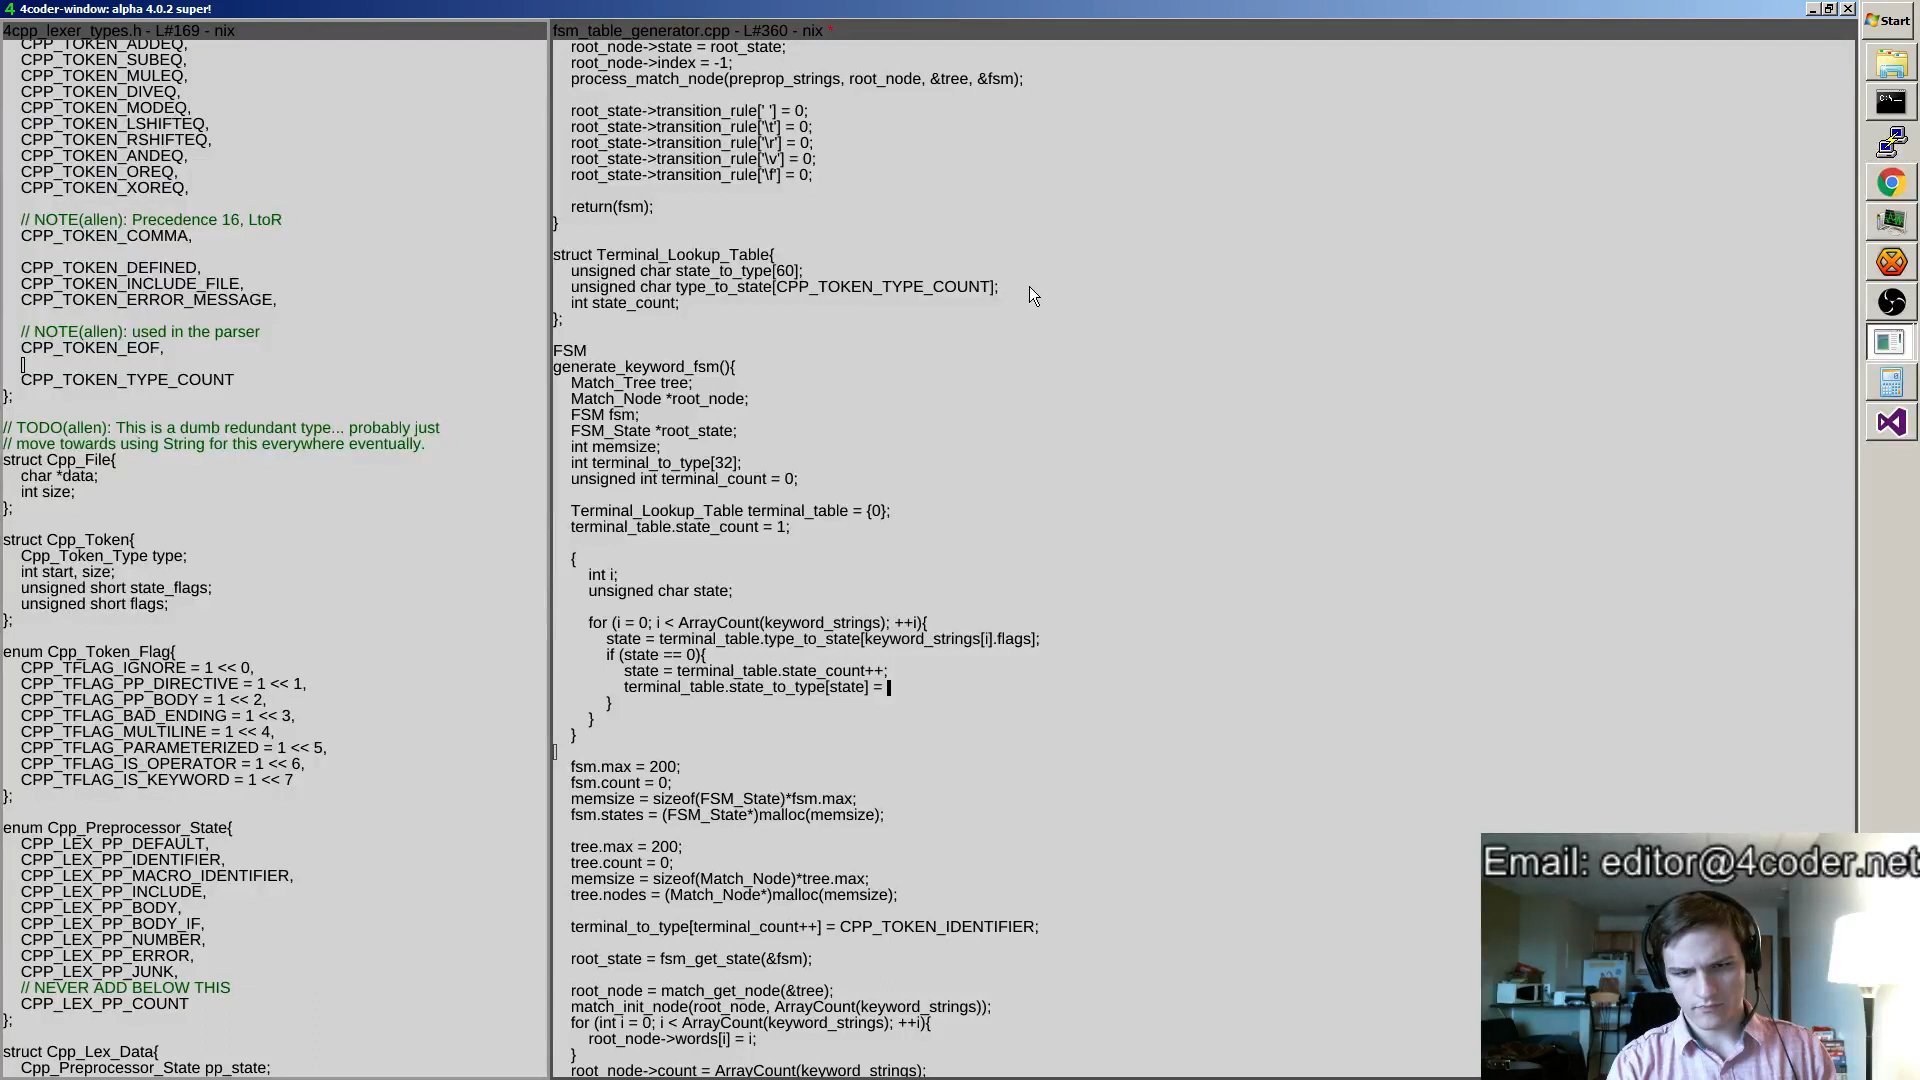 4 4coder-window: alpha 4.0.2 super!
4cpp_lexer_types.h - L#169 - nix
CPP_TOKEN_ADDEQ,
CPP_TOKEN_SUBEQ,
CPP_TOKEN_MULEQ,
CPP_TOKEN_DIVEQ,
CPP_TOKEN_MODEQ,
CPP_TOKEN_LSHIFTEQ,
CPP_TOKEN_RSHIFTEQ,
CPP_TOKEN_ANDEQ,
CPP_TOKEN_OREQ,
CPP_TOKEN_XOREQ,
// NOTE(allen): Precedence 16, LtoR
CPP_TOKEN_COMMA,
CPP_TOKEN_DEFINED,
CPP_TOKEN_INCLUDE_FILE,
CPP_TOKEN_ERROR_MESSAGE,
// NOTE(allen): used in the parser
CPP_TOKEN_EOF,
CPP_TOKEN_TYPE_COUNT
};
// TODO(allen): This is a dumb redundant type... probably just
// move towards using String for this everywhere eventually.
struct Cpp_File{
char *data;
int size;
};
struct Cpp_Token{
Cpp_Token_Type type;
int start, size;
unsigned short state_flags;
unsigned short flags;
};
enum Cpp_Token_Flag{
CPP_TFLAG_IGNORE = 1 << 0,
CPP_TFLAG_PP_DIRECTIVE = 1 << 1,
CPP_TFLAG_PP_BODY = 1 << 2,
CPP_TFLAG_BAD_ENDING = 1 << 3,
CPP_TFLAG_MULTILINE = 1 << 4,
CPP_TFLAG_PARAMETERIZED = 1 << 5,
CPP_TFLAG_IS_OPERATOR = 1 << 6,
CPP_TFLAG_IS_KEYWORD = 1 << 7
};
enum Cpp_Preprocessor_State{
CPP_LEX_PP_DEFAULT,
CPP_LEX_PP_IDENTIFIER,
CPP_LEX_PP_MACRO_IDENTIFIER,
CPP_LEX_PP_INCLUDE,
CPP_LEX_PP_BODY,
CPP_LEX_PP_BODY_IF,
CPP_LEX_PP_NUMBER,
CPP_LEX_PP_ERROR,
CPP_LEX_PP_JUNK,
// NEVER ADD BELOW THIS
CPP_LEX_PP_COUNT
};
struct Cpp_Lex_Data{
Cpp_Preprocessor_State pp_state;
fsm_table_generator.cpp - L#360 - nix *
root_node->state = root_state;
root_node->index = -1;
process_match_node(preprop_strings, root_node, &tree, &fsm);
root_state->transition_rule[' '] = 0;
root_state->transition_rule['\t'] = 0;
root_state->transition_rule['\r'] = 0;
root_state->transition_rule['\v'] = 0;
root_state->transition_rule['\f'] = 0;
return(fsm);
}
struct Terminal_Lookup_Table{
unsigned char state_to_type[60];
unsigned char type_to_state[CPP_TOKEN_TYPE_COUNT];
int state_count;
};
FSM
generate_keyword_fsm(){
Match_Tree tree;
Match_Node *root_node;
FSM fsm;
FSM_State *root_state;
int memsize;
int terminal_to_type[32];
unsigned int terminal_count = 0;
Terminal_Lookup_Table terminal_table = {0};
terminal_table.state_count = 1;
{
int i;
unsigned char state;
for (i = 0; i < ArrayCount(keyword_strings); ++i){
state = terminal_table.type_to_state[keyword_strings[i].flags];
if (state == 0){
state = terminal_table.state_count++;
terminal_table.state_to_type[state] =
}
}
}
fsm.max = 200;
fsm.count = 0;
memsize = sizeof(FSM_State)*fsm.max;
fsm.states = (FSM_State*)malloc(memsize);
tree.max = 200;
tree.count = 0;
memsize = sizeof(Match_Node)*tree.max;
tree.nodes = (Match_Node*)malloc(memsize);
terminal_to_type[terminal_count++] = CPP_TOKEN_IDENTIFIER;
root_state = fsm_get_state(&fsm);
root_node = match_get_node(&tree);
match_init_node(root_node, ArrayCount(keyword_strings));
for (int i = 0; i < ArrayCount(keyword_strings); ++i){
root_node->words[i] = i;
}
root_node->count = ArrayCount(keyword_strings);
Start
Email: editor@4coder.net